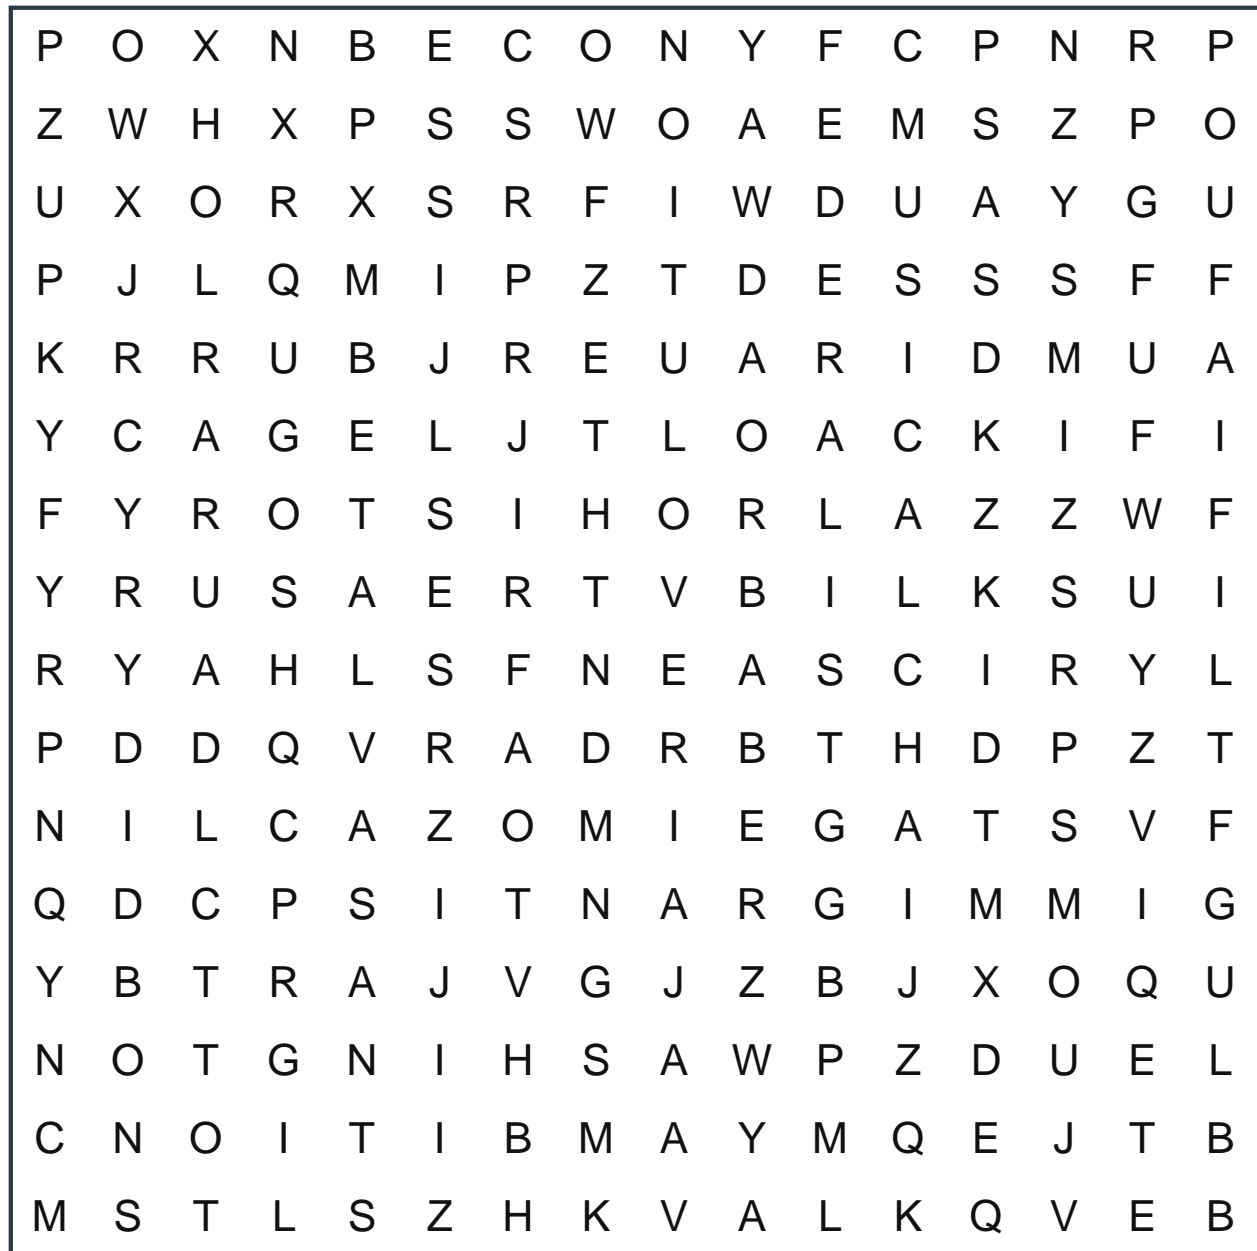 P O X N B E C O N Y F C P N R P
Z W H X P S S W O A E M S Z P O
U X O R X S R F I W D U A Y G U
P J L Q M I P Z T D E S S S F F
K R R U B J R E U A R I D M U A
Y C A G E L J T L O A C K I F I
F Y R O T S I H O R L A Z Z W F
Y R U S A E R T V B I L K S U I
R Y A H L S F N E A S C I R Y L
P D D Q V R A D R B T H D P Z T
N I L C A Z O M I E G A T S V F
Q D C P S I T N A R G I M M I G
Y B T R A J V G J Z B J X O Q U
N O T G N I H S A W P Z D U E L
C N O I T I B M A Y M Q E J T B
M S T L S Z H K V A L K Q V E B